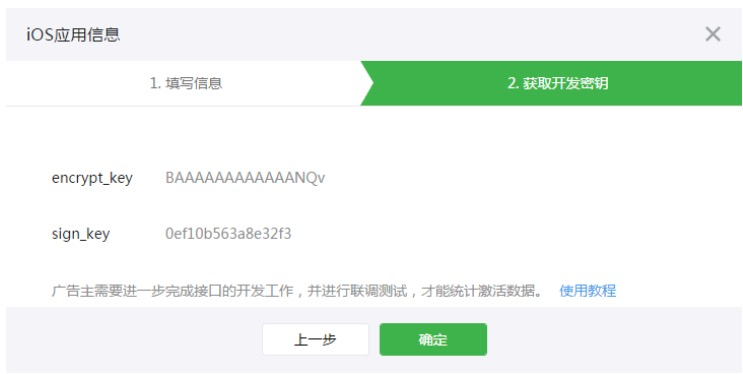 iOS应用信息
1. 填写信息 2. 获取开发密钥
encrypt_key BAAAAAAAAAAAANQv
sign_key 0ef10b563a8e32f3
广告主需要进一步完成接口的开发工作，并进行联调测试，才能统计激活数据。 使用教程
上一步 确定